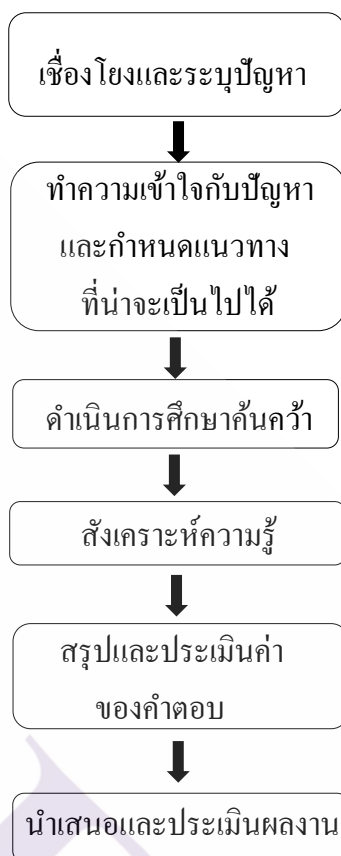 เชื่องโยงและระบุปัญหา
ทำความเข้าใจกับปัญหา
และกำหนดแนวทาง
ที่น่าจะเป็นไปได้
ดำเนินการศึกษาค้นคว้า
สังเคราะห์ความรู้
สรุปและประเมินค่า
ของคำตอบ
นำเสนอและประเมินผลงาน